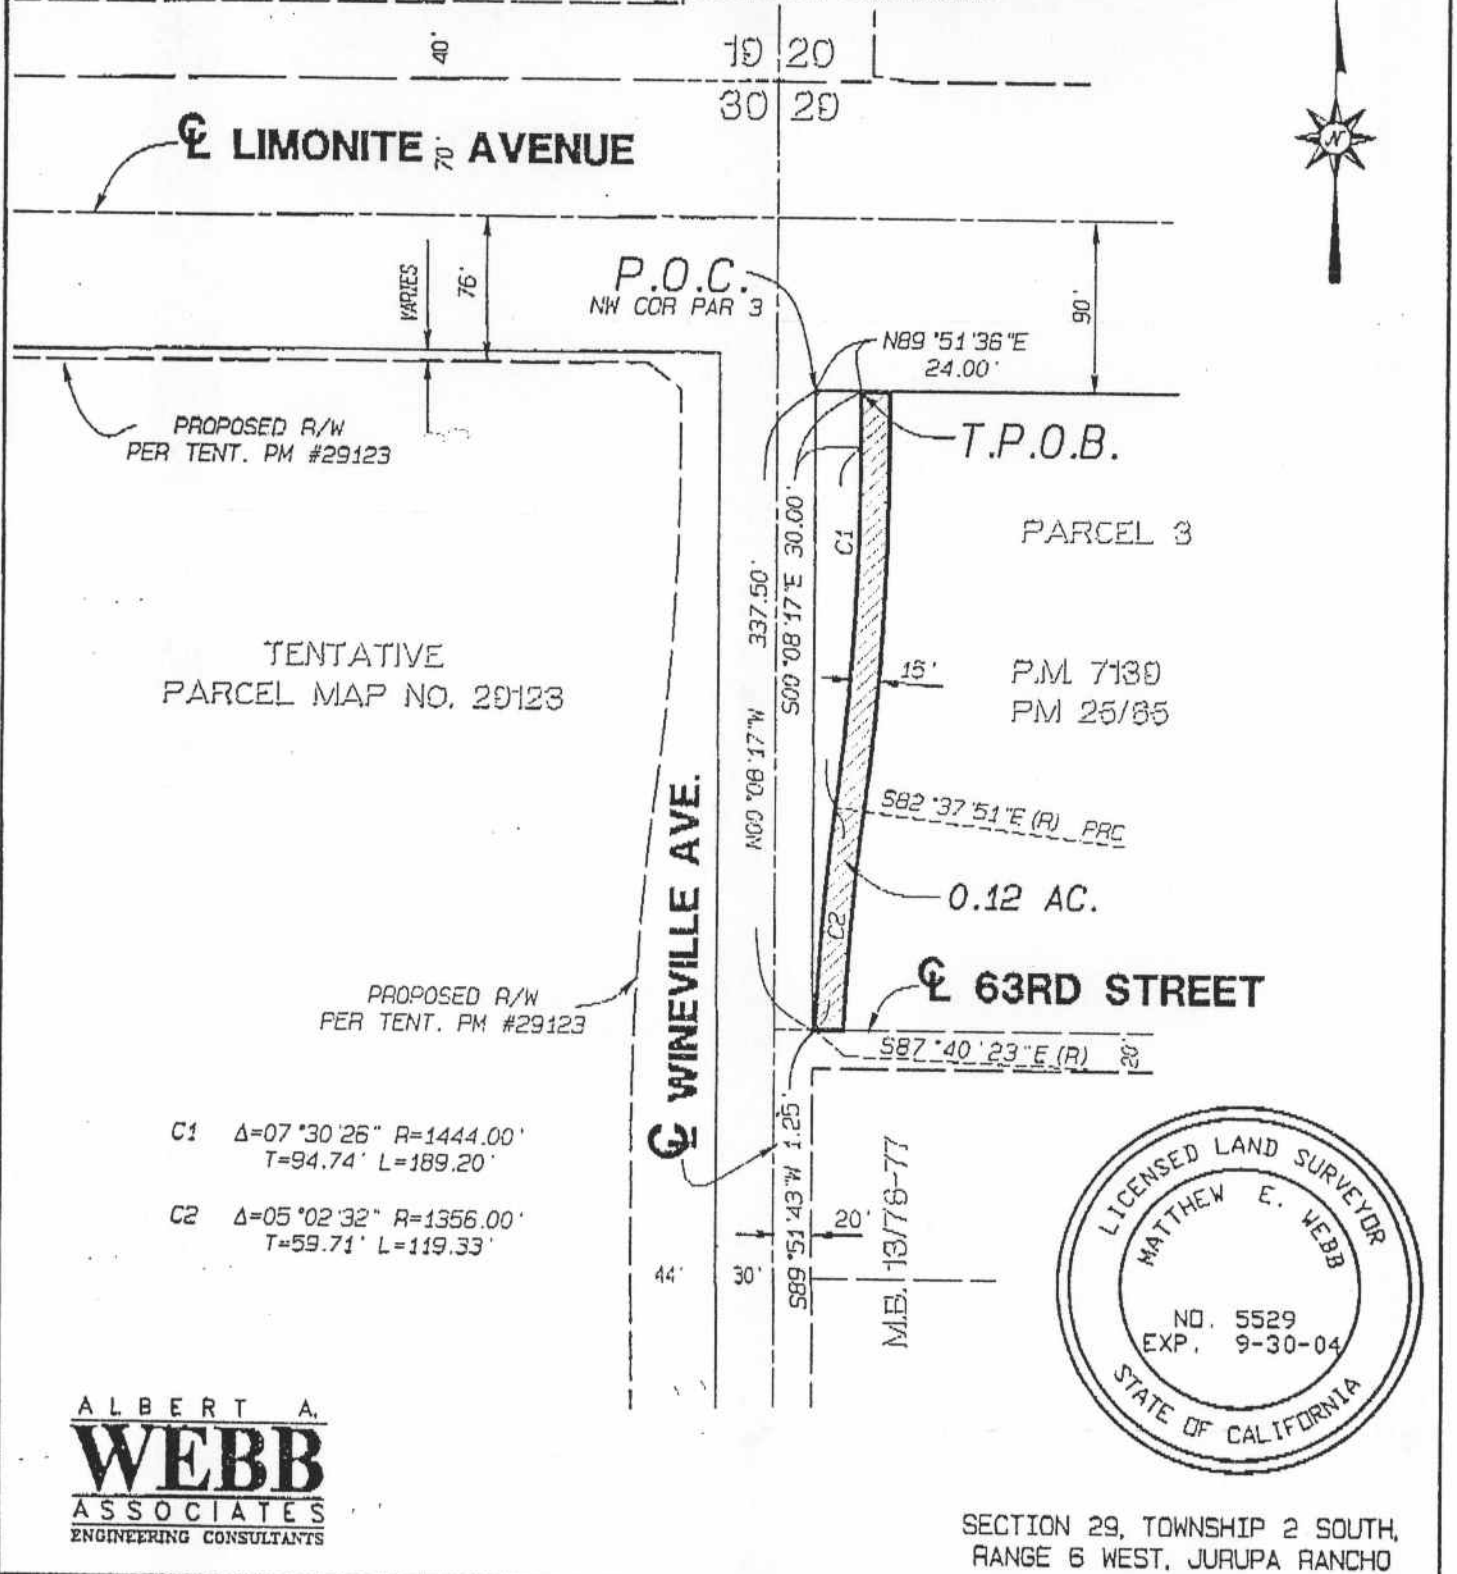 40'
19 20
30 29
℄ LIMONITE AVENUE
70'
VARIES
76'
P.O.C.
NW COR PAR 3
90'
N89°51'36"E
24.00'
PROPOSED R/W
PER TENT. PM #29123
T.P.O.B.
PARCEL 3
C1
S00°08'17"E 30.00'
N00°08'17"W 337.50'
TENTATIVE
PARCEL MAP NO. 29123
15'
P.M. 7139
PM 25/65
S82°37'51"E (R) PRC
0.12 AC.
C2
℄ WINEVILLE AVE.
℄ 63RD STREET
PROPOSED R/W
PER TENT. PM #29123
S87°40'23"E (R)
20'
C1 Δ=07°30'26" R=1444.00'
T=94.74' L=189.20'
C2 Δ=05°02'32" R=1356.00'
T=59.71' L=119.33'
S89°51'43"W 1.25'
20'
44'
30'
M.B. 13/76-77
LICENSED LAND SURVEYOR
MATTHEW E. WEBB
NO. 5529
EXP. 9-30-04
STATE OF CALIFORNIA
ALBERT A.
WEBB
ASSOCIATES
ENGINEERING CONSULTANTS
SECTION 29, TOWNSHIP 2 SOUTH,
RANGE 6 WEST, JURUPA RANCHO